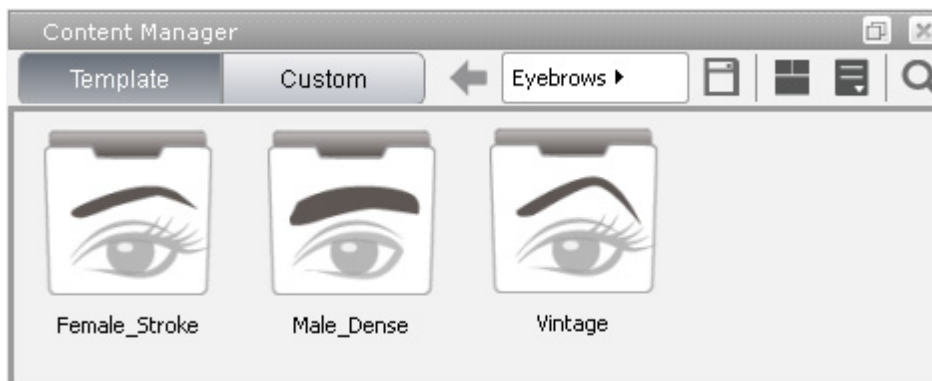 Content Manager
Template Custom Eyebrows
Female_Stroke Male_Dense Vintage